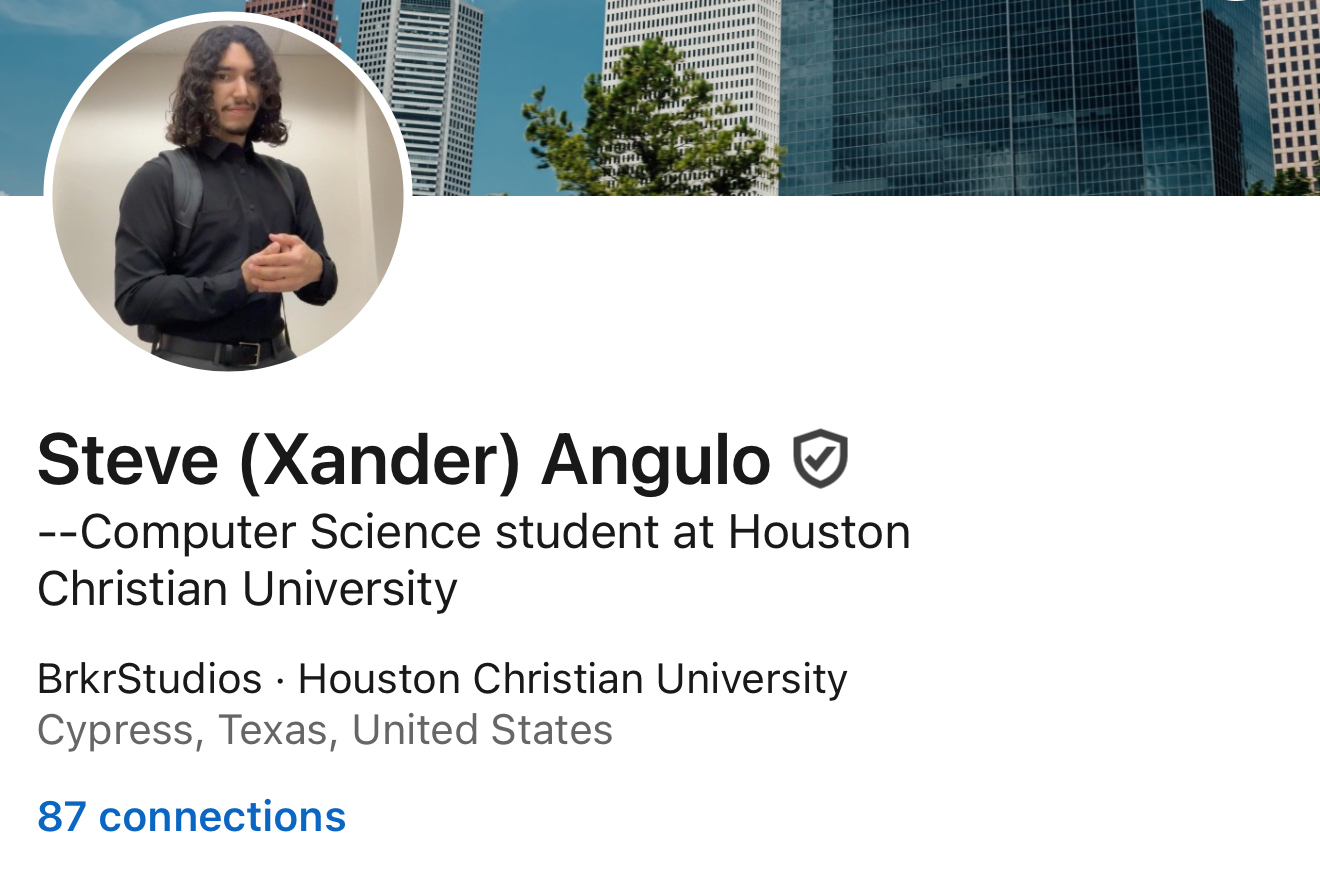 Steve (Xander) Angulo
--Computer Science student at Houston
Christian University
BrkrStudios · Houston Christian University
Cypress, Texas, United States
87 connections